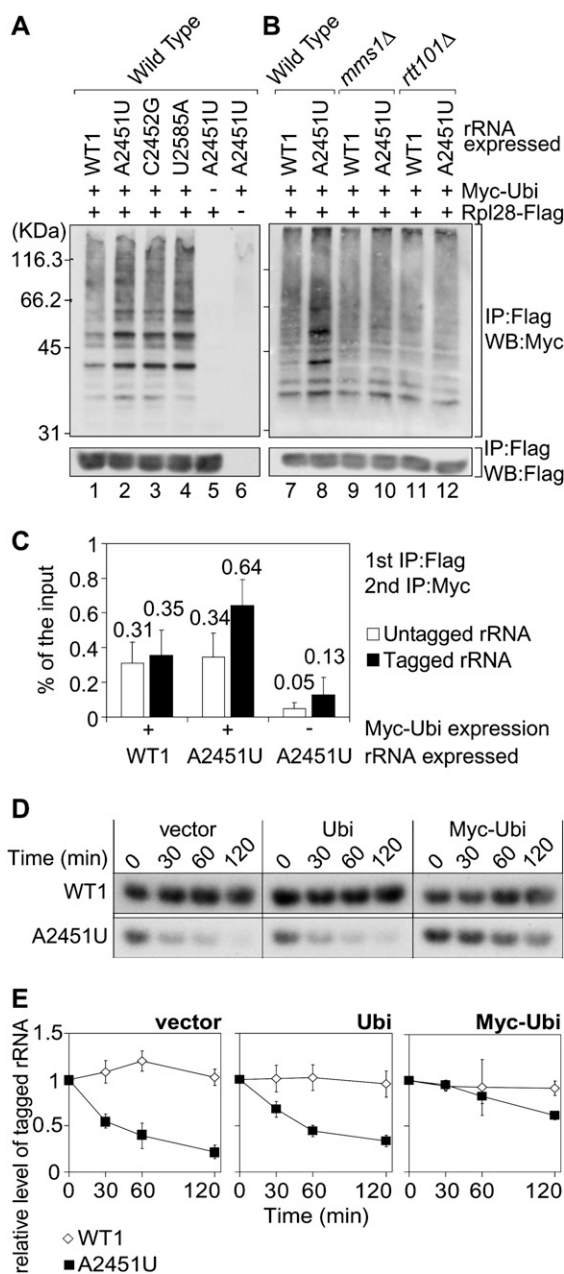 A
B
Wild Type
Wild Type
mms1Δ
rtt101Δ
WT1 A2451U C2452G U2585A A2451U A2451U
WT1 A2451U WT1 A2451U WT1 A2451U
rRNA
expressed
+ + + + - + + + + + + + Myc-Ubi
+ + + + + - + + + + + + Rpl28-Flag
(KDa)
116.3
66.2
45
31
IP:Flag
WB:Myc
IP:Flag
WB:Flag
1 2 3 4 5 6 7 8 9 10 11 12
C
% of the input
1
0.8
0.6
0.4
0.2
0
0.31 0.35 0.34 0.64 0.05 0.13
1st IP:Flag
2nd IP:Myc
Untagged rRNA
Tagged rRNA
+ + - Myc-Ubi expression
WT1 A2451U A2451U rRNA expressed
D
vector Ubi Myc-Ubi
Time (min) 0 30 60 120 0 30 60 120 0 30 60 120
WT1
A2451U
E
vector Ubi Myc-Ubi
relative level of tagged rRNA
1.5
1
0.5
0
0 30 60 120 0 30 60 120 0 30 60 120
Time (min)
WT1
A2451U